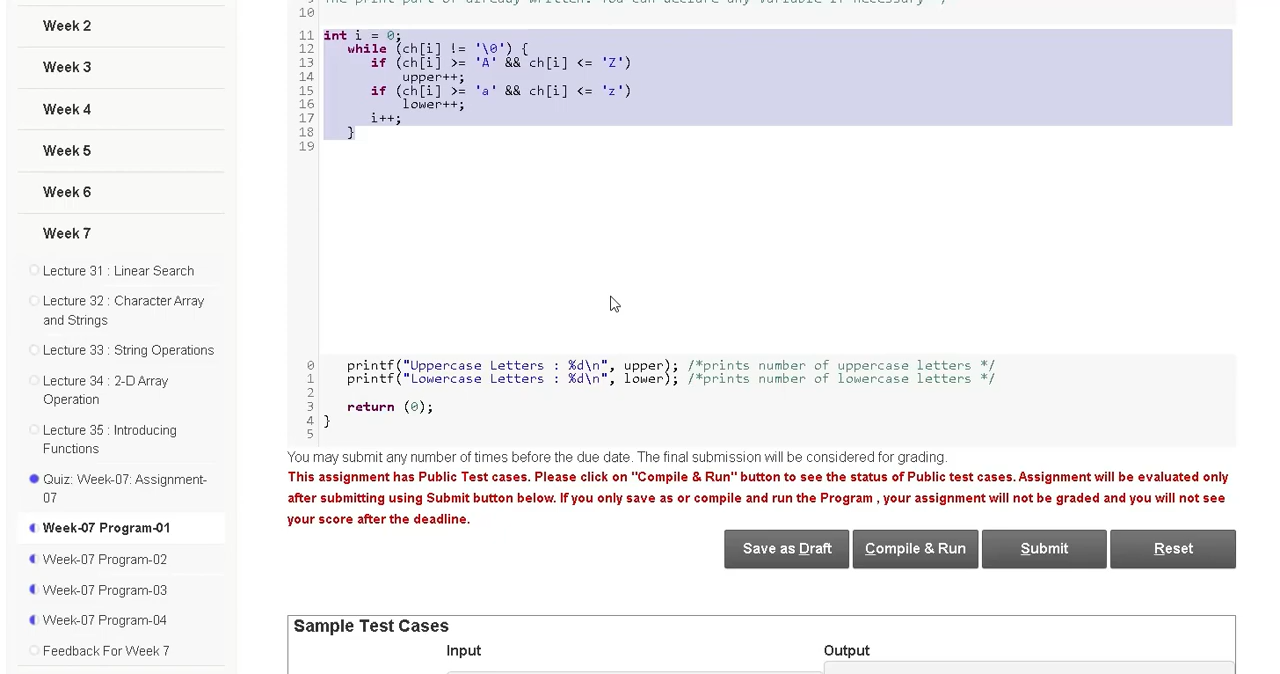 Week 2
Week 3
Week 4
Week 5
Week 6
Week 7
Lecture 31 : Linear Search
Lecture 32 : Character Array
and Strings
Lecture 33 : String Operations
Lecture 34 : 2-D Array
Operation
Lecture 35 : Introducing
Functions
Quiz: Week-07: Assignment-
07
Week-07 Program-01
Week-07 Program-02
Week-07 Program-03
Week-07 Program-04
Feedback For Week 7
10
11 int i = 0;
12 while (ch[i] != '\0') {
13 if (ch[i] >= 'A' && ch[i] <= 'Z')
14 upper++;
15 if (ch[i] >= 'a' && ch[i] <= 'z')
16 lower++;
17 i++;
18 }
19
0 printf("Uppercase Letters : %d\n", upper); /*prints number of uppercase letters */
1 printf("Lowercase Letters : %d\n", lower); /*prints number of lowercase letters */
2
3 return (0);
4 }
5
You may submit any number of times before the due date. The final submission will be considered for grading.
This assignment has Public Test cases. Please click on "Compile & Run" button to see the status of Public test cases. Assignment will be evaluated only
after submitting using Submit button below. If you only save as or compile and run the Program , your assignment will not be graded and you will not see
your score after the deadline.
Save as Draft
Compile & Run
Submit
Reset
Sample Test Cases
Input
Output